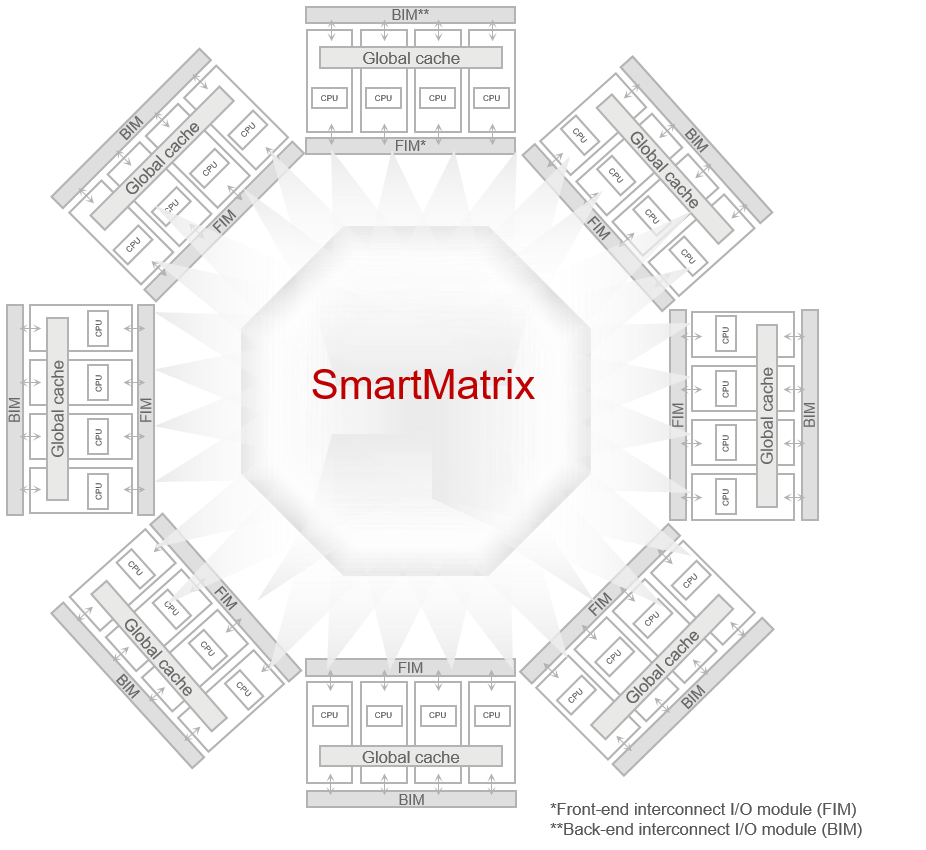 BIM**
Global cache
CPU
CPU
CPU
CPU
FIM*
BIM
Global cache
CPU
CPU
CPU
CPU
FIM
BIM
Global cache
CPU
CPU
CPU
CPU
FIM
BIM
Global cache
CPU
CPU
CPU
CPU
FIM
SmartMatrix
FIM
CPU
CPU
CPU
CPU
Global cache
BIM
FIM
CPU
CPU
CPU
CPU
Global cache
BIM
FIM
CPU
CPU
CPU
CPU
Global cache
BIM
FIM
CPU
CPU
CPU
CPU
Global cache
BIM
*Front-end interconnect I/O module (FIM)
**Back-end interconnect I/O module (BIM)